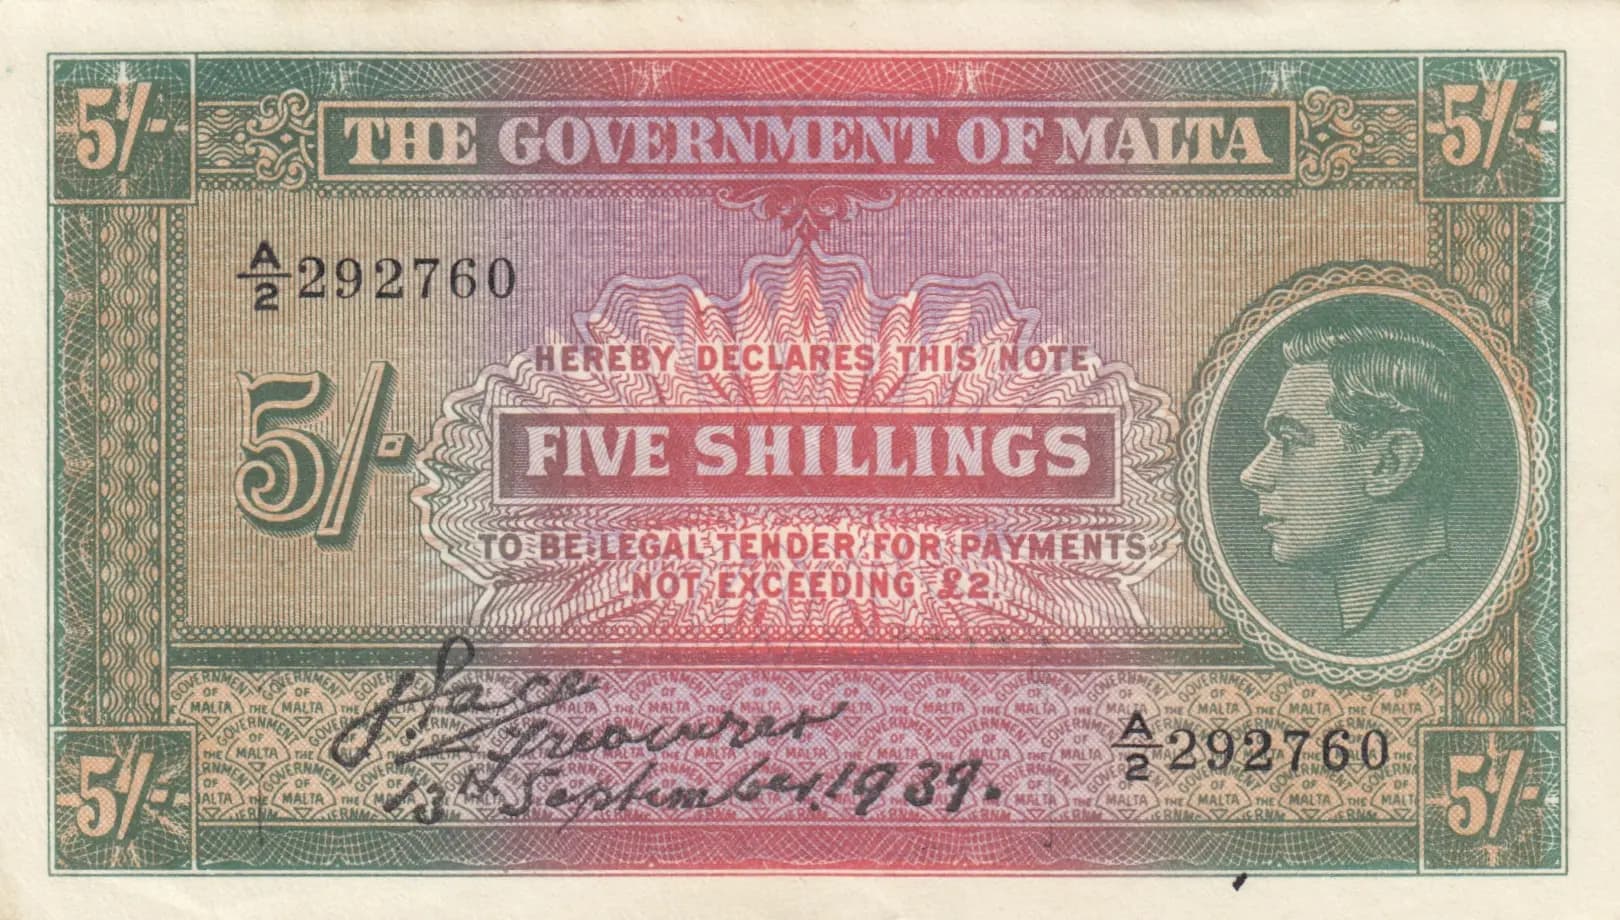 5/-
THE GOVERNMENT OF MALTA
5/-
A/2 292760
HEREBY DECLARES THIS NOTE
5/-
FIVE SHILLINGS
TO BE LEGAL TENDER FOR PAYMENTS
NOT EXCEEDING £2.
J. Pace
Treasurer
13th September, 1939.
A/2 292760
5/-
5/-